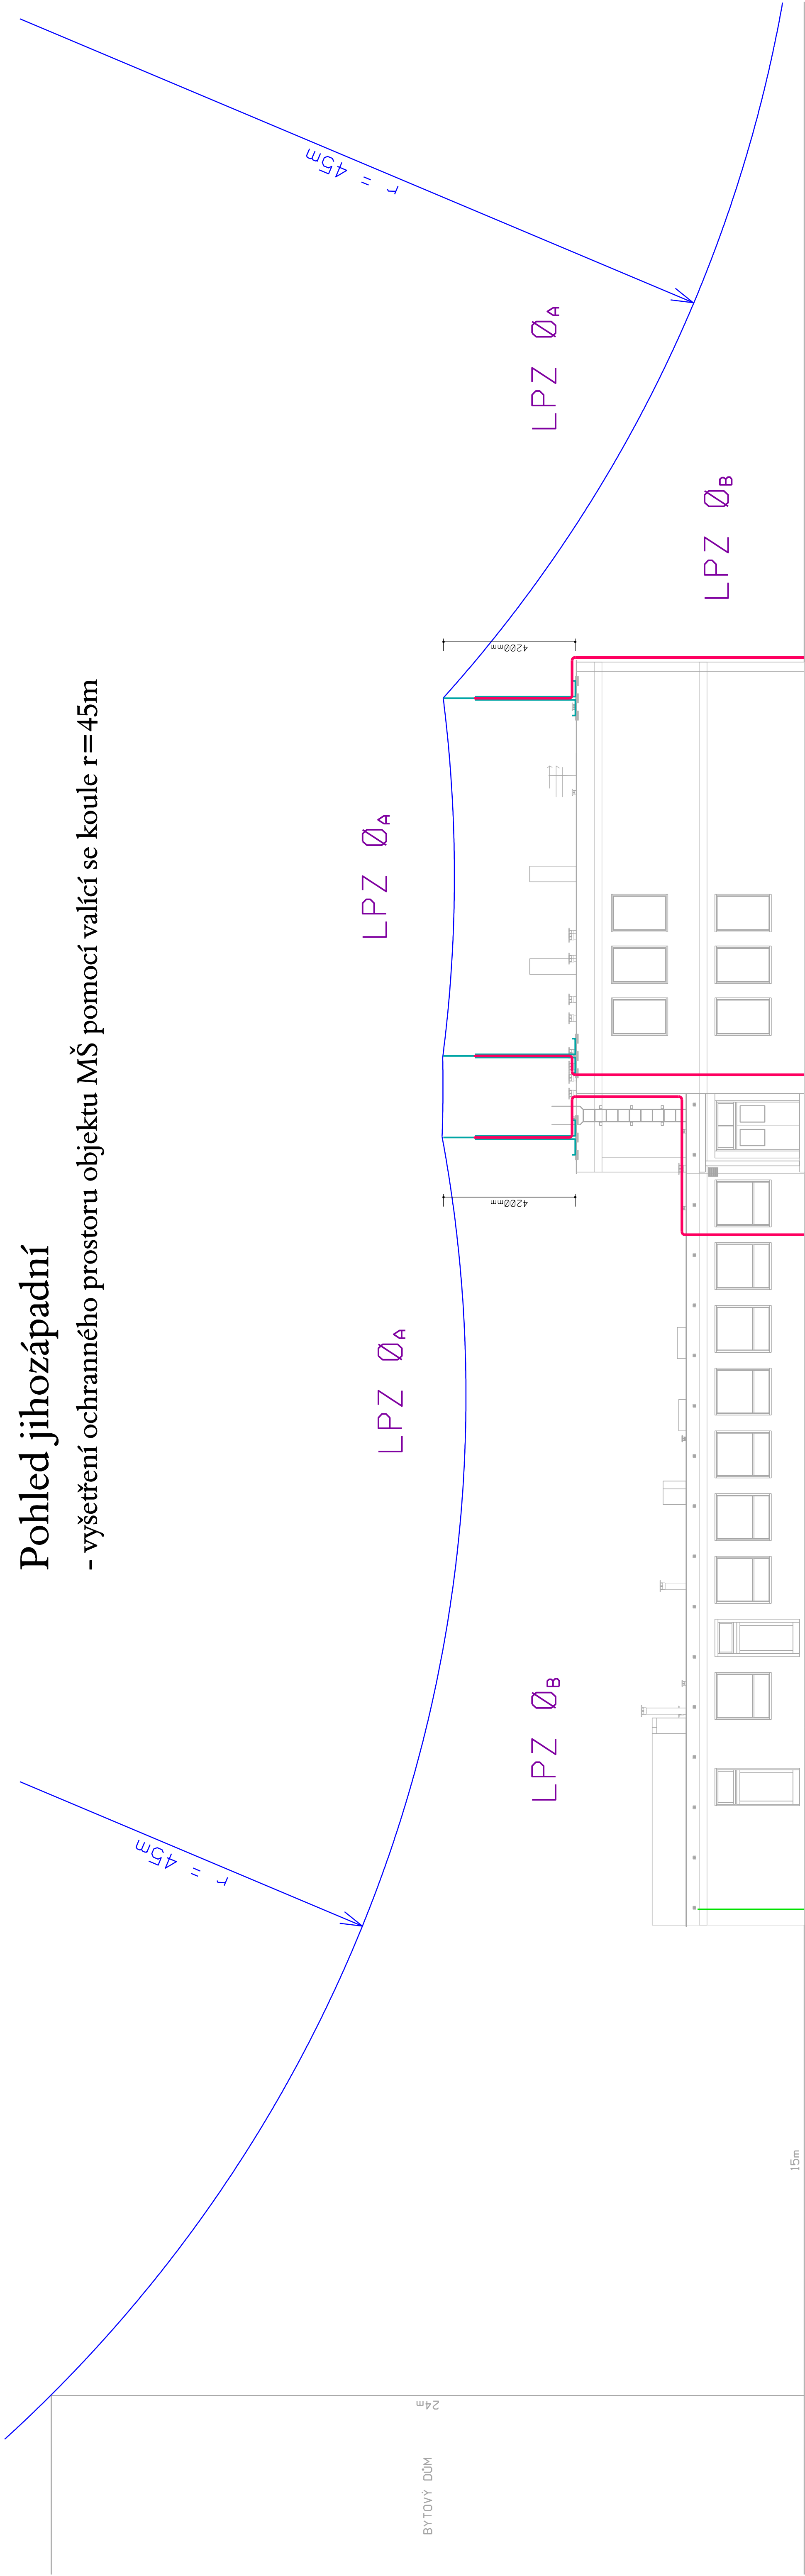 Pohled jihozápadní
- vyšetření ochranného prostoru objektu MŠ pomocí valící se koule r=45m
r = 45m
r = 45m
LPZ 0A
LPZ 0A
LPZ 0A
LPZ 0B
LPZ 0B
4200mm
4200mm
24m
BYTOVÝ DŮM
15m